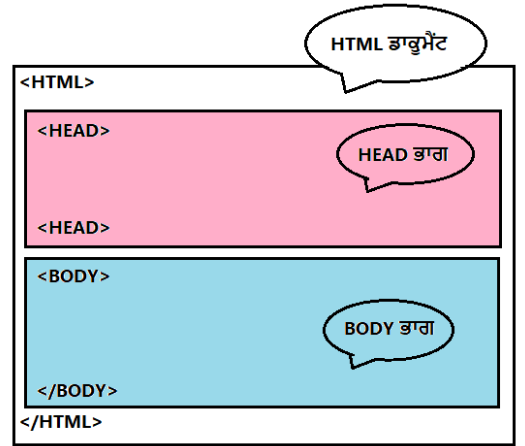 HTML ਡਾਕੂਮੈਂਟ
<HTML>
<HEAD>
HEAD ਭਾਗ
<HEAD>
<BODY>
BODY ਭਾਗ
</BODY>
</HTML>